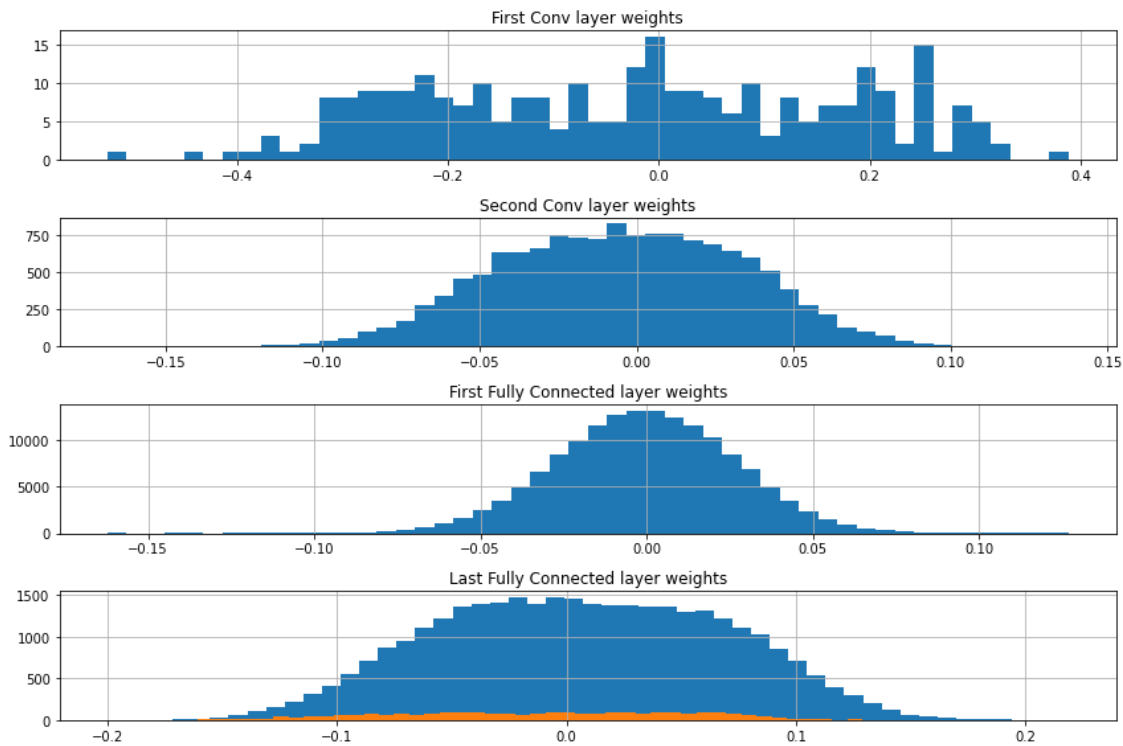 First Conv layer weights
15
10
5
0
−0.4 −0.2 0.0 0.2 0.4
Second Conv layer weights
750
500
250
0
−0.15 −0.10 −0.05 0.00 0.05 0.10 0.15
First Fully Connected layer weights
10000
5000
0
−0.15 −0.10 −0.05 0.00 0.05 0.10
Last Fully Connected layer weights
1500
1000
500
0
−0.2 −0.1 0.0 0.1 0.2